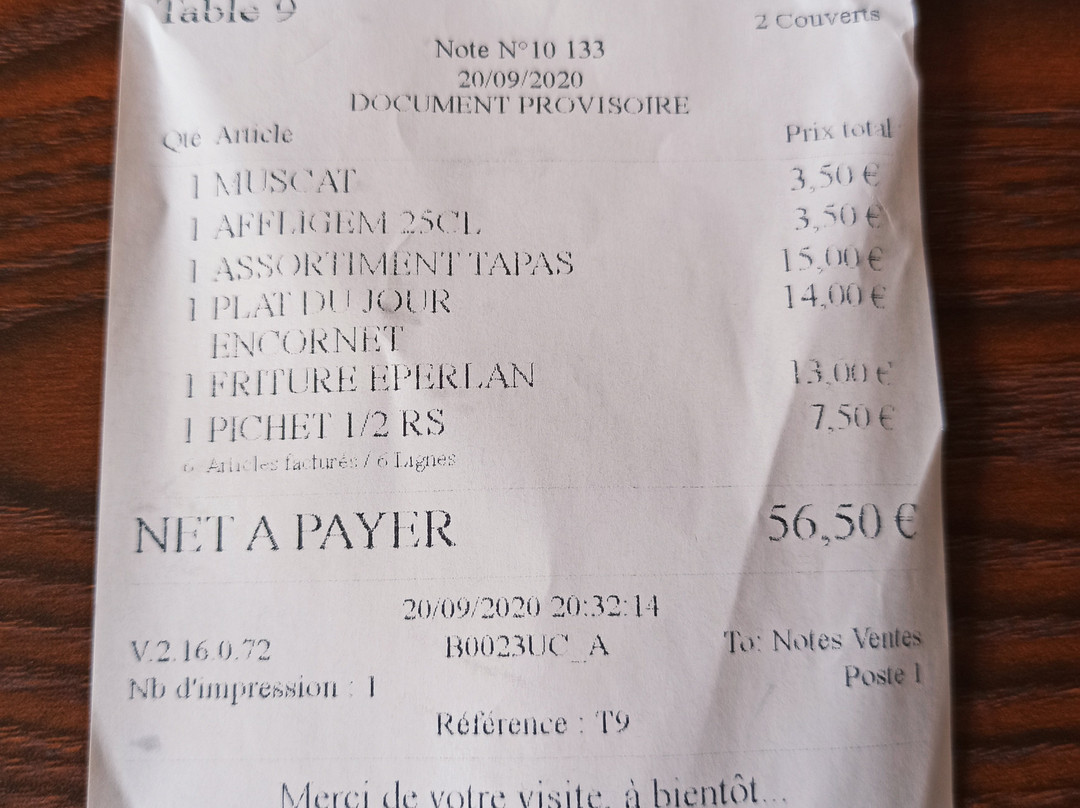 Table 9 2 Couverts
Note N°10 133
20/09/2020
DOCUMENT PROVISOIRE
Qté Article Prix total
1 MUSCAT 3,50 €
1 AFFLIGEM 25CL 3,50 €
1 ASSORTIMENT TAPAS 15,00 €
1 PLAT DU JOUR 14,00 €
ENCORNET
1 FRITURE EPERLAN 13,00 €
1 PICHET 1/2 RS 7,50 €
6 Articles facturés / 6 Lignes
NET A PAYER 56,50 €
20/09/2020 20:32:14
V.2.16.0.72 B0023UC_A To: Notes Ventes
Nb d'impression : 1 Poste 1
Référence : T9
Merci de votre visite, à bientôt...